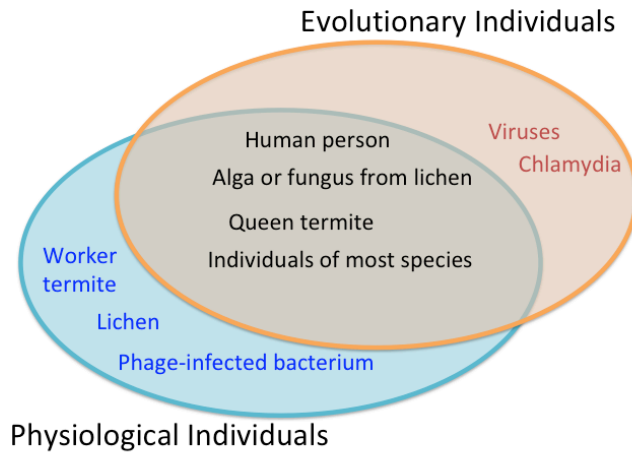 Evolutionary Individuals
Human person
Viruses
Chlamydia
Alga or fungus from lichen
Queen termite
Individuals of most species
Worker
termite
Lichen
Phage-infected bacterium
Physiological Individuals